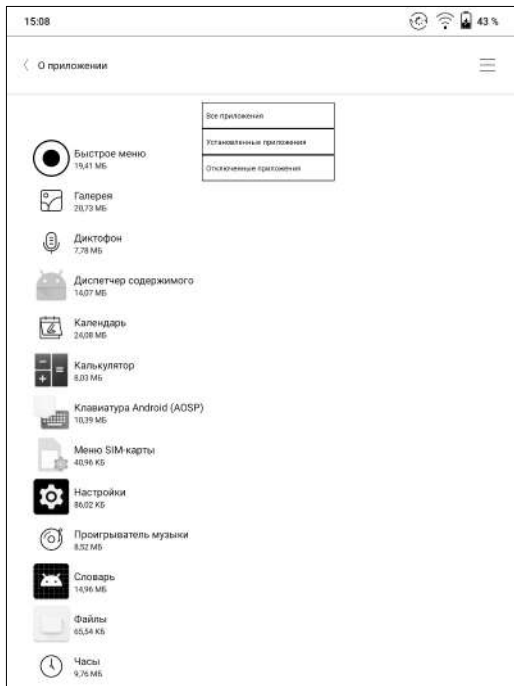 15:08
43 %
О приложении
Все приложения
Установленные приложения
Отключенные приложения
Быстрое меню
19,41 МБ
Галерея
20,73 МБ
Диктофон
7,78 МБ
Диспетчер содержимого
14,07 МБ
Календарь
24,08 МБ
Калькулятор
8,03 МБ
Клавиатура Android (AOSP)
10,39 МБ
Меню SIM-карты
40,96 КБ
Настройки
86,02 КБ
Проигрыватель музыки
8,52 МБ
Словарь
14,96 МБ
Файлы
65,54 КБ
Часы
9,76 МБ